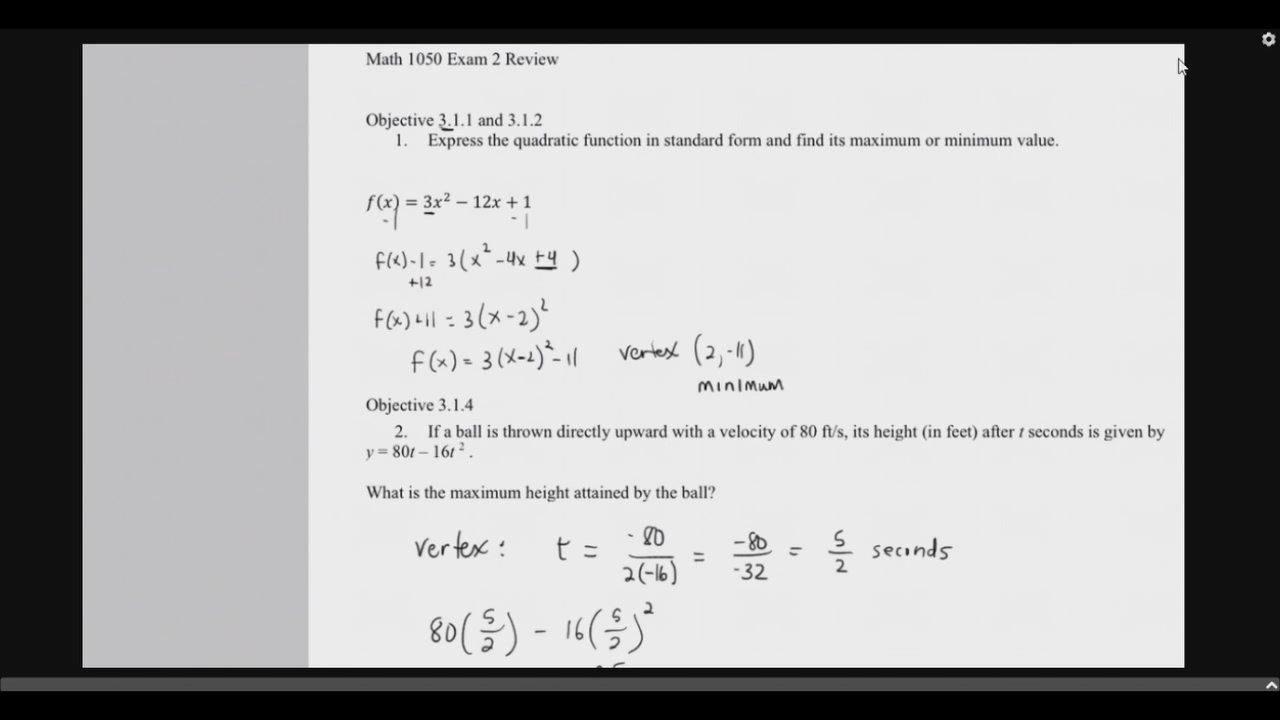 Math 1050 Exam 2 Review
Objective 3.1.1 and 3.1.2
1. Express the quadratic function in standard form and find its maximum or minimum value.
f(x) = 3x² – 12x + 1
-1 -1
f(x)-1 = 3(x² -4x +4 )
+12
f(x)+11 = 3(x-2)²
f(x) = 3(x-2)² -11 vertex (2,-11)
minimum
Objective 3.1.4
2. If a ball is thrown directly upward with a velocity of 80 ft/s, its height (in feet) after t seconds is given by
y = 80t – 16t ² .
What is the maximum height attained by the ball?
vertex: t = -80/2(-16) = -80/-32 = 5/2 seconds
80(5/2) - 16(5/2)²